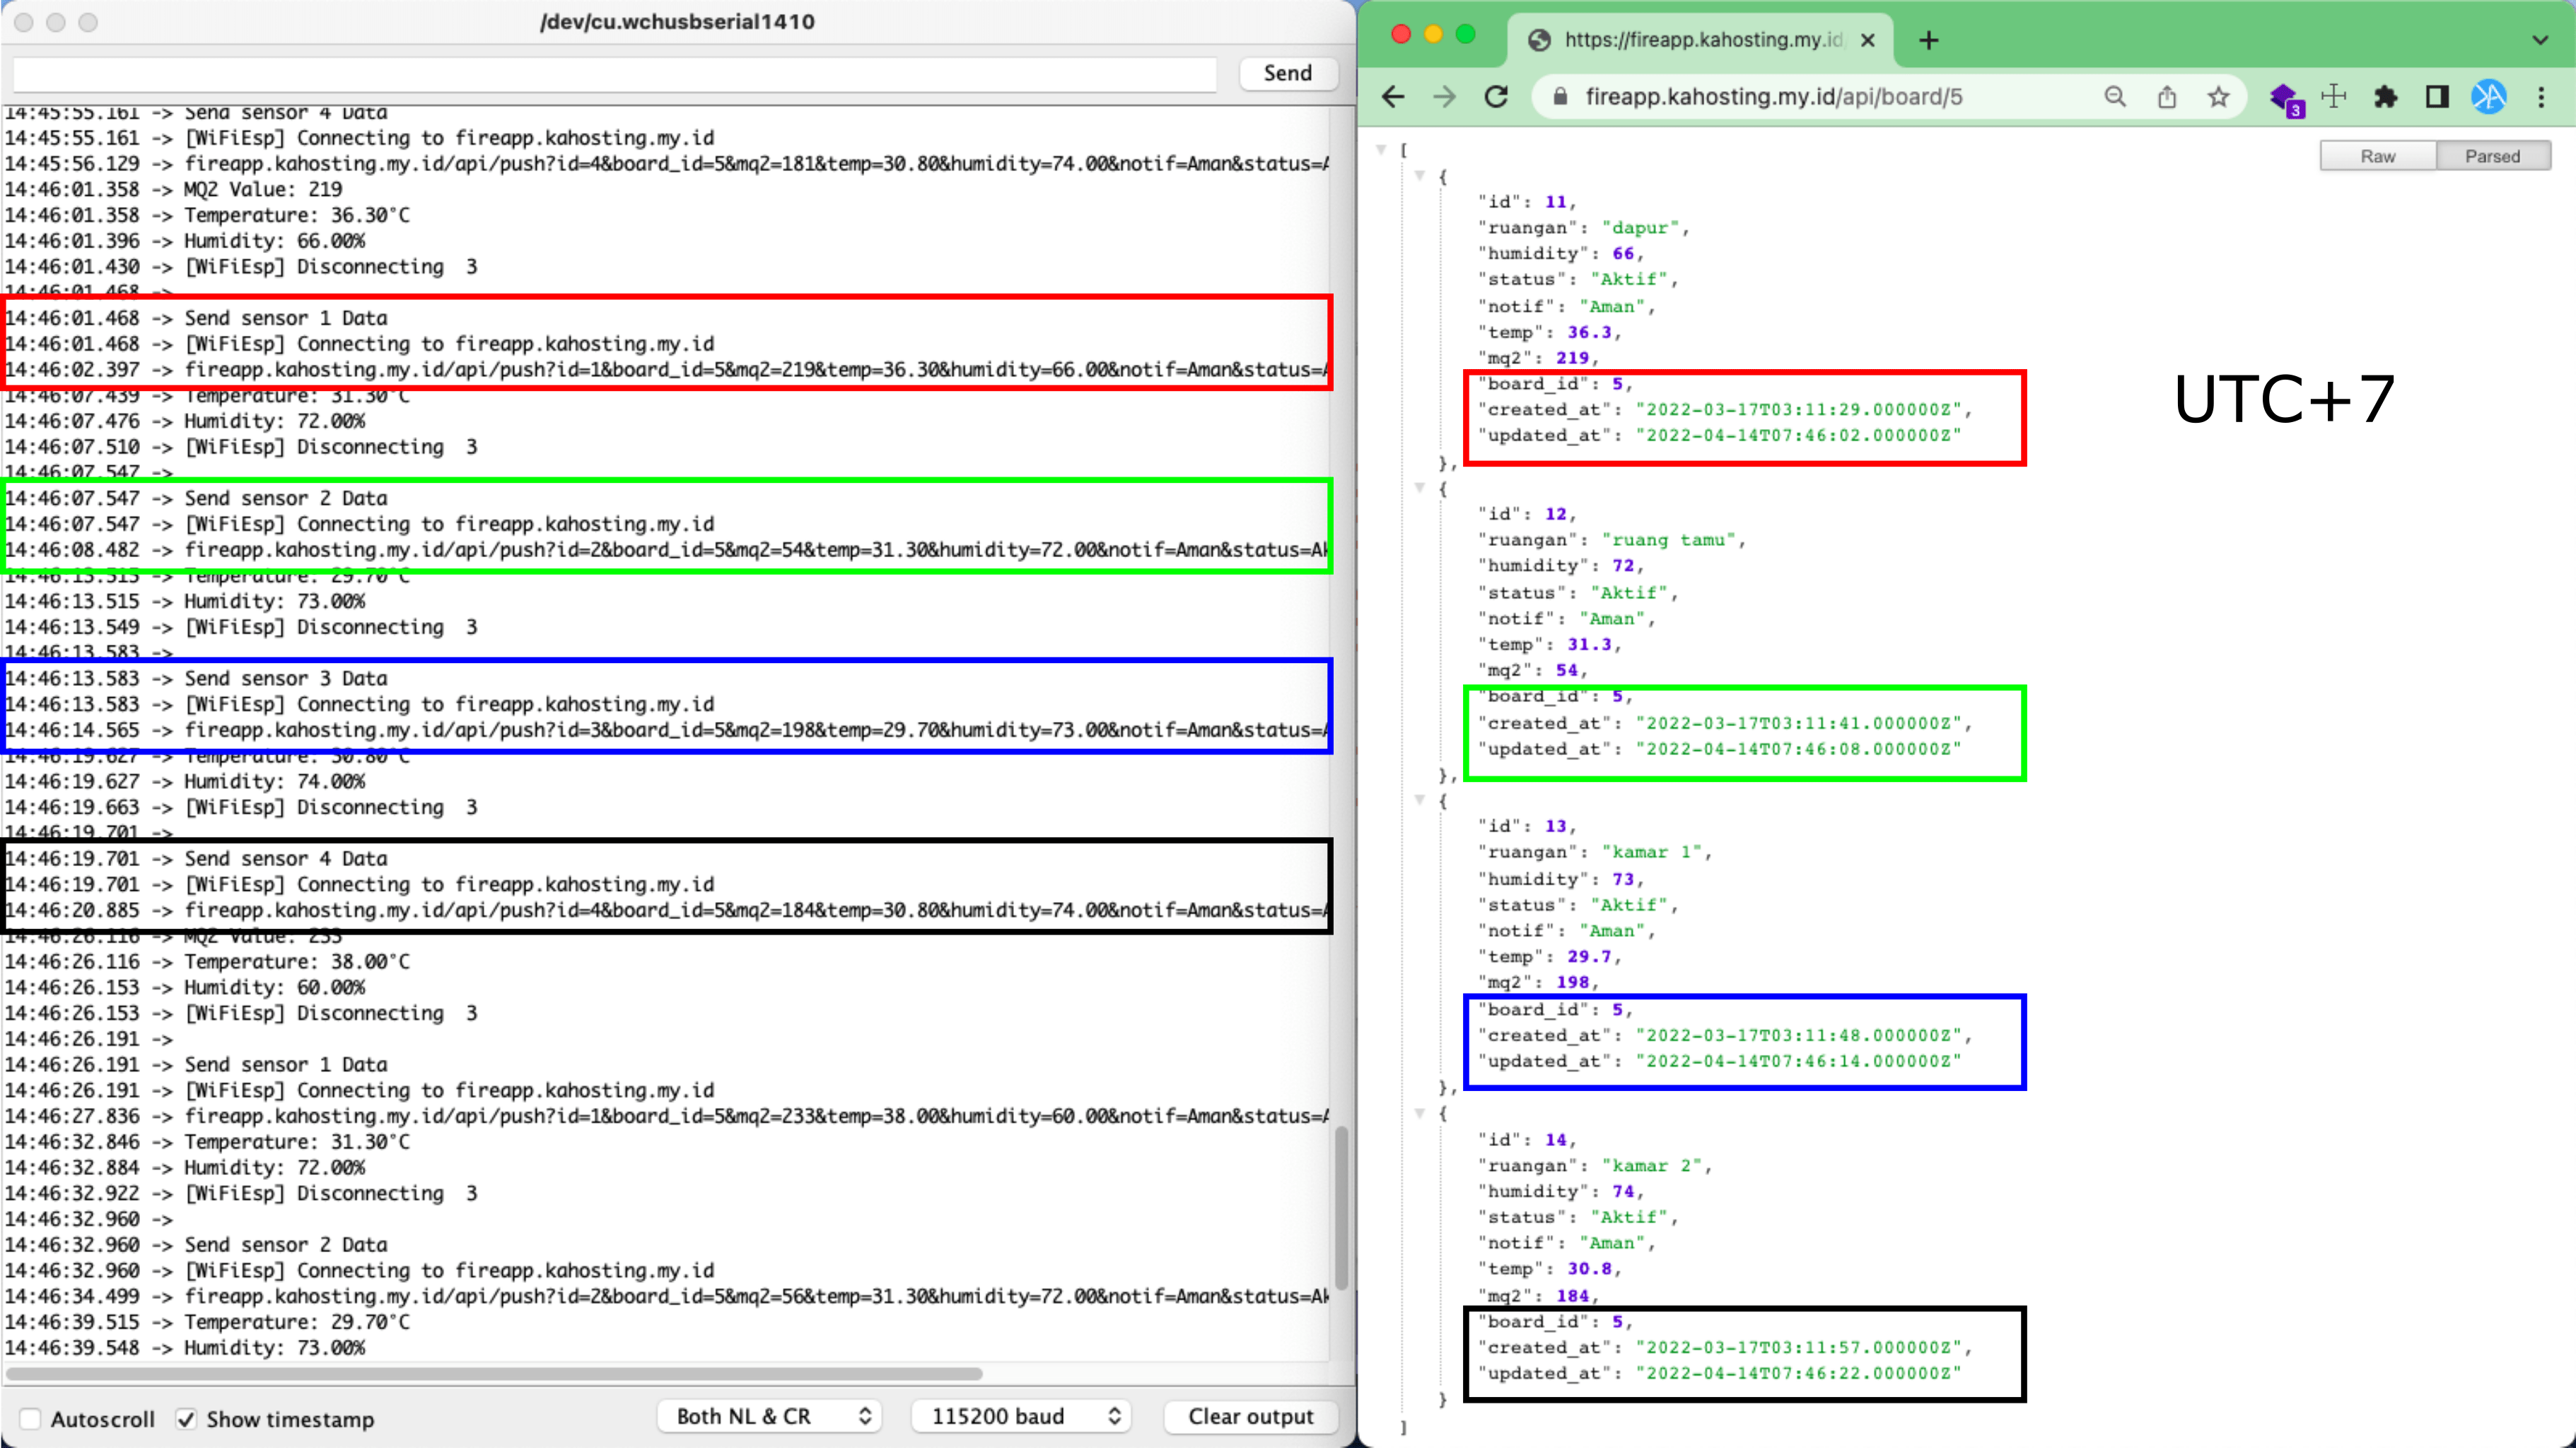 /dev/cu.wchusbserial1410
Send
14:45:55.161 -> Send sensor 4 Data
14:45:55.161 -> [WiFiEsp] Connecting to fireapp.kahosting.my.id
14:45:56.129 -> fireapp.kahosting.my.id/api/push?id=4&board_id=5&mq2=181&temp=30.80&humidity=74.00&notif=Aman&status=A
14:46:01.358 -> MQ2 Value: 219
14:46:01.358 -> Temperature: 36.30°C
14:46:01.396 -> Humidity: 66.00%
14:46:01.430 -> [WiFiEsp] Disconnecting  3
14:46:01.468 ->
14:46:01.468 -> Send sensor 1 Data
14:46:01.468 -> [WiFiEsp] Connecting to fireapp.kahosting.my.id
14:46:02.397 -> fireapp.kahosting.my.id/api/push?id=1&board_id=5&mq2=219&temp=36.30&humidity=66.00&notif=Aman&status=A
14:46:07.439 -> Temperature: 31.30°C
14:46:07.476 -> Humidity: 72.00%
14:46:07.510 -> [WiFiEsp] Disconnecting  3
14:46:07.547 ->
14:46:07.547 -> Send sensor 2 Data
14:46:07.547 -> [WiFiEsp] Connecting to fireapp.kahosting.my.id
14:46:08.482 -> fireapp.kahosting.my.id/api/push?id=2&board_id=5&mq2=54&temp=31.30&humidity=72.00&notif=Aman&status=Ak
14:46:13.515 -> Temperature: 29.70°C
14:46:13.515 -> Humidity: 73.00%
14:46:13.549 -> [WiFiEsp] Disconnecting  3
14:46:13.583 ->
14:46:13.583 -> Send sensor 3 Data
14:46:13.583 -> [WiFiEsp] Connecting to fireapp.kahosting.my.id
14:46:14.565 -> fireapp.kahosting.my.id/api/push?id=3&board_id=5&mq2=198&temp=29.70&humidity=73.00&notif=Aman&status=A
14:46:19.627 -> Temperature: 30.80°C
14:46:19.627 -> Humidity: 74.00%
14:46:19.663 -> [WiFiEsp] Disconnecting  3
14:46:19.701 ->
14:46:19.701 -> Send sensor 4 Data
14:46:19.701 -> [WiFiEsp] Connecting to fireapp.kahosting.my.id
14:46:20.885 -> fireapp.kahosting.my.id/api/push?id=4&board_id=5&mq2=184&temp=30.80&humidity=74.00&notif=Aman&status=A
14:46:26.116 -> MQ2 Value: 233
14:46:26.116 -> Temperature: 38.00°C
14:46:26.153 -> Humidity: 60.00%
14:46:26.153 -> [WiFiEsp] Disconnecting  3
14:46:26.191 ->
14:46:26.191 -> Send sensor 1 Data
14:46:26.191 -> [WiFiEsp] Connecting to fireapp.kahosting.my.id
14:46:27.836 -> fireapp.kahosting.my.id/api/push?id=1&board_id=5&mq2=233&temp=38.00&humidity=60.00&notif=Aman&status=A
14:46:32.846 -> Temperature: 31.30°C
14:46:32.884 -> Humidity: 72.00%
14:46:32.922 -> [WiFiEsp] Disconnecting  3
14:46:32.960 ->
14:46:32.960 -> Send sensor 2 Data
14:46:32.960 -> [WiFiEsp] Connecting to fireapp.kahosting.my.id
14:46:34.499 -> fireapp.kahosting.my.id/api/push?id=2&board_id=5&mq2=56&temp=31.30&humidity=72.00&notif=Aman&status=Ak
14:46:39.515 -> Temperature: 29.70°C
14:46:39.548 -> Humidity: 73.00%
Autoscroll
Show timestamp
Both NL & CR
115200 baud
Clear output
https://fireapp.kahosting.my.id
fireapp.kahosting.my.id/api/board/5
3
KA
Raw
Parsed
[
{
"id": 11,
"ruangan": "dapur",
"humidity": 66,
"status": "Aktif",
"notif": "Aman",
"temp": 36.3,
"mq2": 219,
"board_id": 5,
"created_at": "2022-03-17T03:11:29.000000Z",
"updated_at": "2022-04-14T07:46:02.000000Z"
},
{
"id": 12,
"ruangan": "ruang tamu",
"humidity": 72,
"status": "Aktif",
"notif": "Aman",
"temp": 31.3,
"mq2": 54,
"board_id": 5,
"created_at": "2022-03-17T03:11:41.000000Z",
"updated_at": "2022-04-14T07:46:08.000000Z"
},
{
"id": 13,
"ruangan": "kamar 1",
"humidity": 73,
"status": "Aktif",
"notif": "Aman",
"temp": 29.7,
"mq2": 198,
"board_id": 5,
"created_at": "2022-03-17T03:11:48.000000Z",
"updated_at": "2022-04-14T07:46:14.000000Z"
},
{
"id": 14,
"ruangan": "kamar 2",
"humidity": 74,
"status": "Aktif",
"notif": "Aman",
"temp": 30.8,
"mq2": 184,
"board_id": 5,
"created_at": "2022-03-17T03:11:57.000000Z",
"updated_at": "2022-04-14T07:46:22.000000Z"
}
]
UTC+7